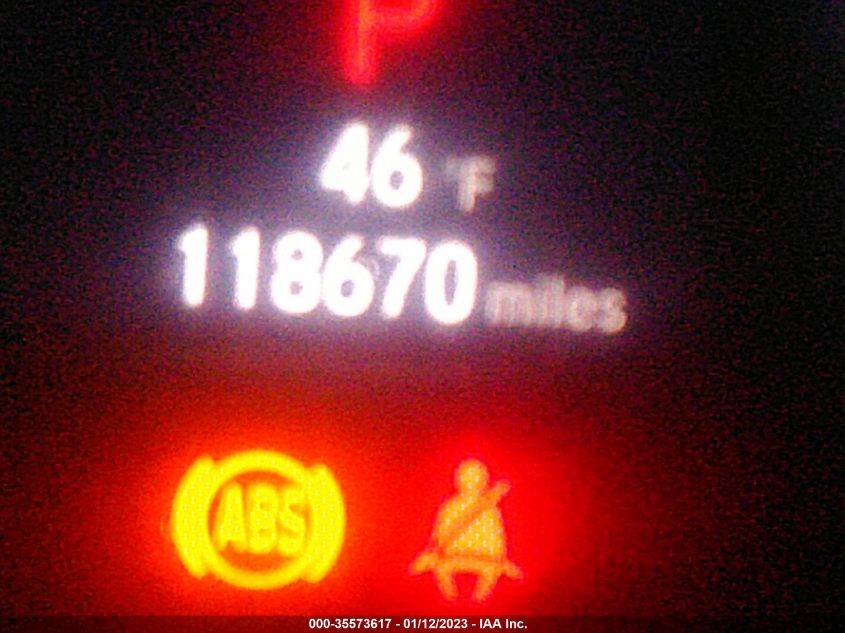 P
46 °F
118670 miles
ABS
000-35573617 - 01/12/2023 - IAA Inc.